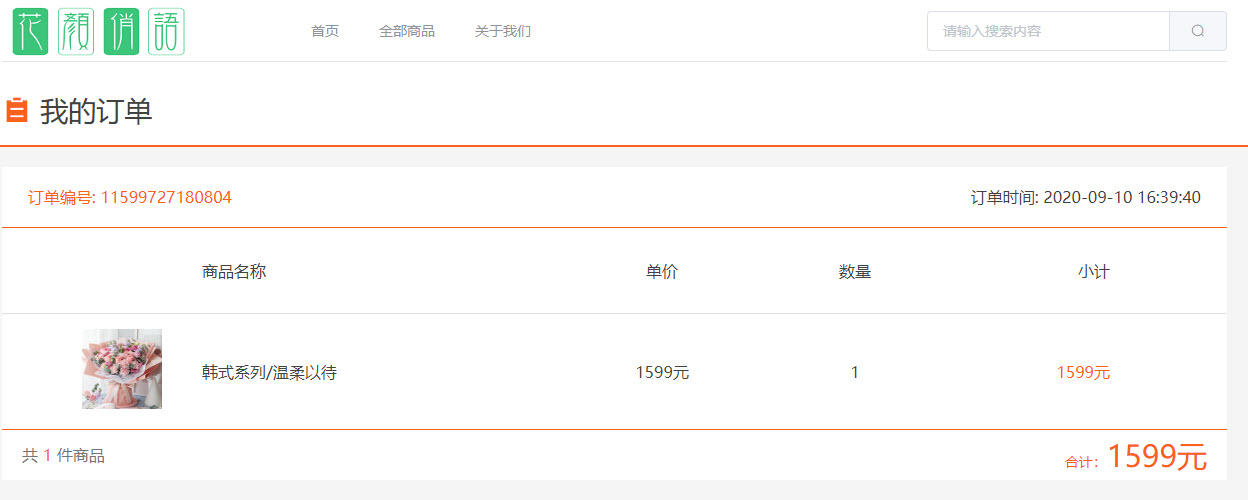 花顏俏語 首页 全部商品 关于我们 请输入搜索内容
我的订单
订单编号: 11599727180804 订单时间: 2020-09-10 16:39:40
商品名称 单价 数量 小计
韩式系列/温柔以待 1599元 1 1599元
共 1 件商品 合计: 1599元